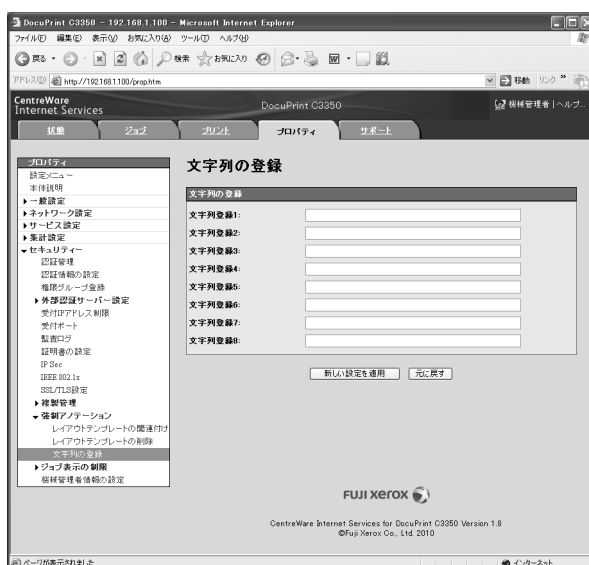 DocuPrint C3350 - 192.168.1.100 - Microsoft Internet Explorer
ファイル(F) 編集(E) 表示(V) お気に入り(A) ツール(T) ヘルプ(H)
戻る 検索 お気に入り
アドレス(D) http://192.168.1.100/prop.htm 移動 リンク »
CentreWare
Internet Services
DocuPrint C3350
機械管理者 | ヘルプ...
状態 ジョブ プリント プロパティ サポート
プロパティ
設定メニュー
本体説明
一般設定
ネットワーク設定
サービス設定
集計設定
セキュリティー
認証管理
認証情報の設定
権限グループ登録
外部認証サーバー設定
受付IPアドレス制限
受付ポート
監査ログ
証明書の設定
IP Sec
IEEE 802.1x
SSL/TLS設定
複製管理
強制アノテーション
レイアウトテンプレートの関連付け
レイアウトテンプレートの削除
文字列の登録
ジョブ表示の制限
機械管理者情報の設定
文字列の登録
文字列の登録
文字列登録1:
文字列登録2:
文字列登録3:
文字列登録4:
文字列登録5:
文字列登録6:
文字列登録7:
文字列登録8:
新しい設定を適用 元に戻す
FUJI XEROX
CentreWare Internet Services for DocuPrint C3350 Version 1.8
©Fuji Xerox Co., Ltd. 2010
ページが表示されました
インターネット